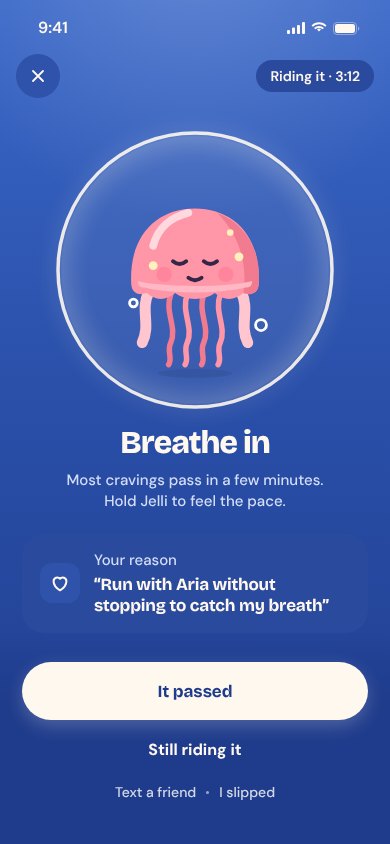 9:41
Riding it · 3:12
Breathe in
Most cravings pass in a few minutes.
Hold Jelli to feel the pace.
Your reason
“Run with Aria without
stopping to catch my breath”
It passed
Still riding it
Text a friend · I slipped